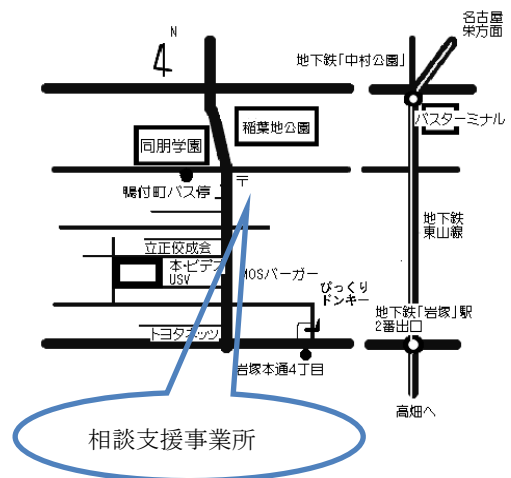 名古屋
栄方面
N
地下鉄「中村公園」
バスターミナル
稲葉地公園
同朋学園
〒
鴨付町バス停
地下鉄
東山線
立正佼成会
本・ビデオ
USV
MOSバーガー
びっくり
ドンキー
地下鉄「岩塚」駅
2番出口
トヨタネッツ
岩塚本通4丁目
高畑へ
相談支援事業所